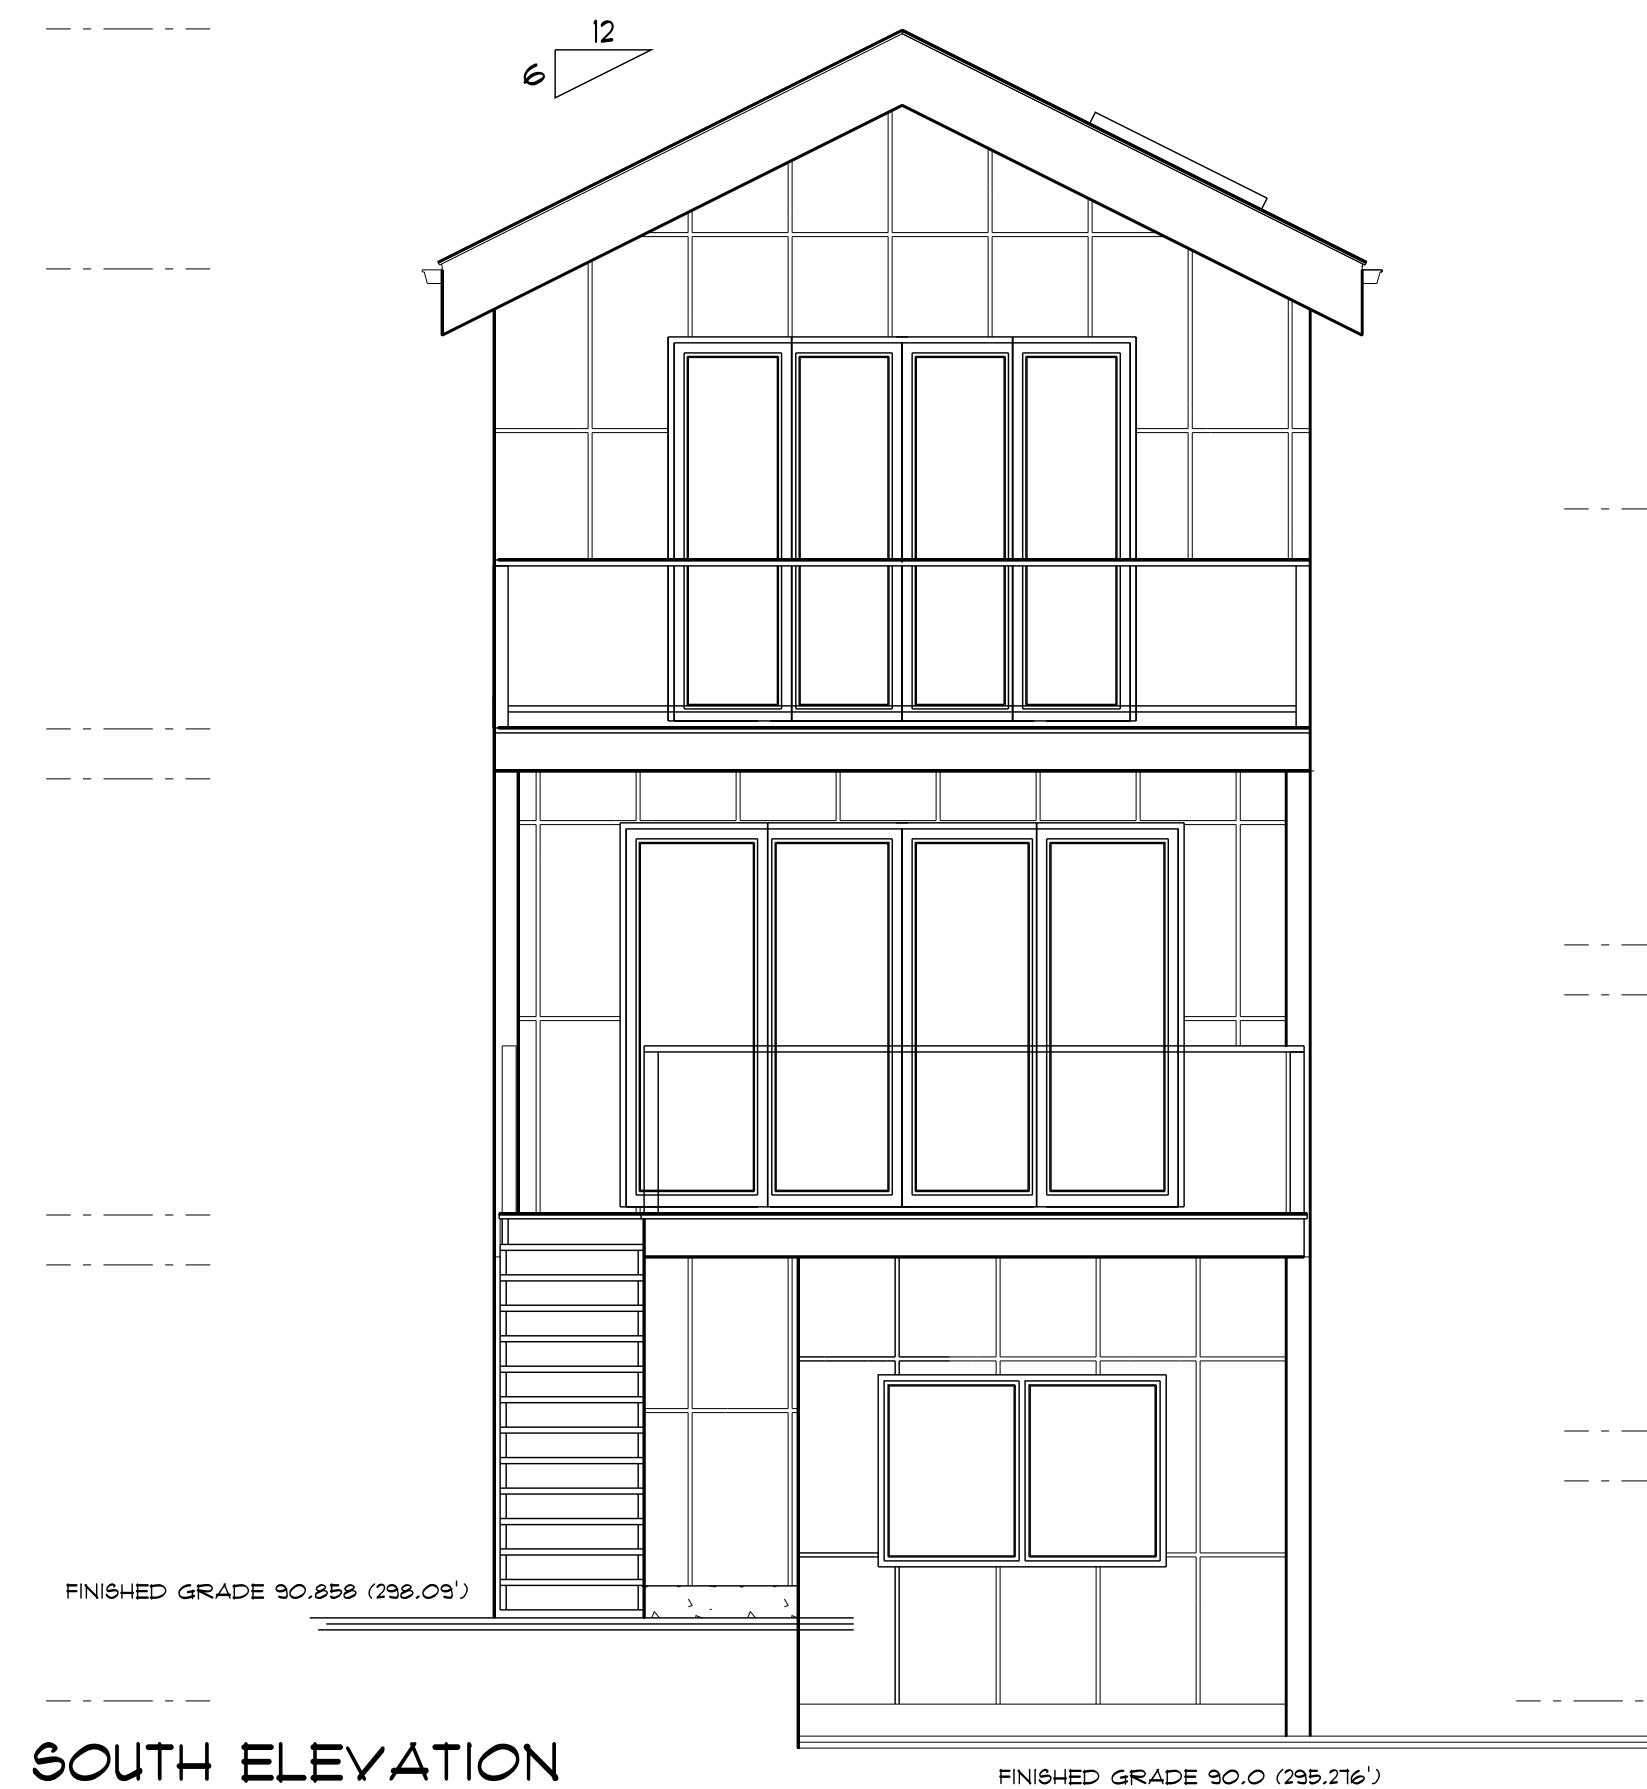 12
6
FINISHED GRADE 90.858 (298.09')
SOUTH ELEVATION
FINISHED GRADE 90.0 (295.276')